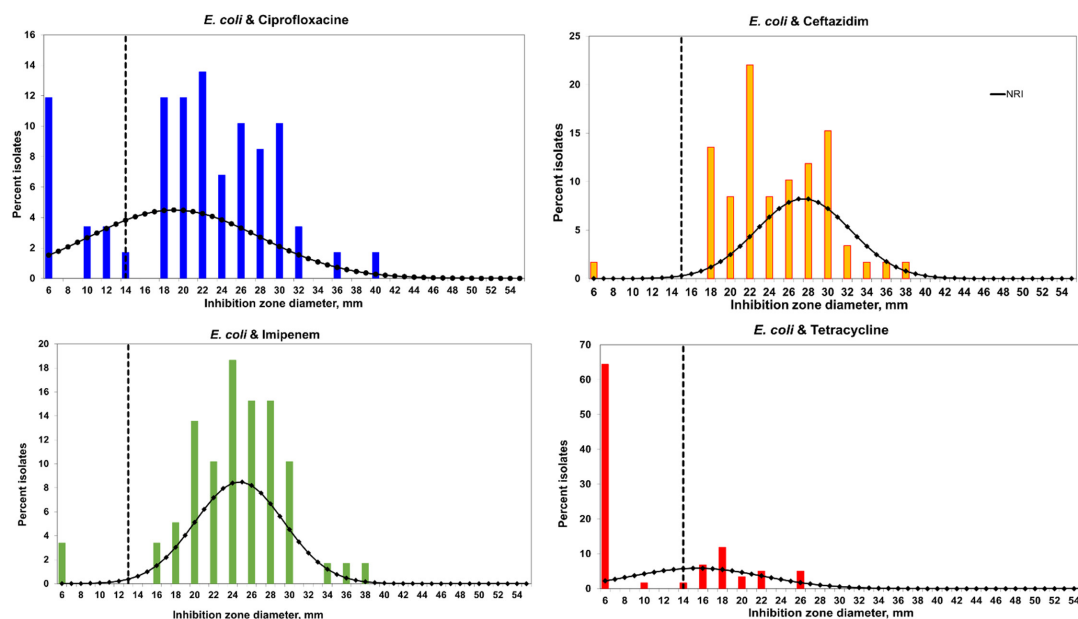 E. coli & Ciprofloxacine
16
14
12
10
8
6
4
2
0
Percent isolates
6 10 14 18 22 26 30 34 38 42 46 50 54
8 12 16 20 24 28 32 36 40 44 48 52
Inhibition zone diameter, mm
E. coli & Ceftazidim
25
20
15
10
5
0
Percent isolates
NRI
6 8 10 12 14 16 18 20 22 24 26 28 30 32 34 36 38 40 42 44 46 48 50 52 54
Inhibition zone diameter, mm
E. coli & Imipenem
20
18
16
14
12
10
8
6
4
2
0
Percent isolates
6 8 10 12 14 16 18 20 22 24 26 28 30 32 34 36 38 40 42 44 46 48 50 52 54
Inhibition zone diameter, mm
E. coli & Tetracycline
70
60
50
40
30
20
10
0
Percent isolates
6 8 10 12 14 16 18 20 22 24 26 28 30 32 34 36 38 40 42 44 46 48 50 52 54
Inhibition zone diameter, mm